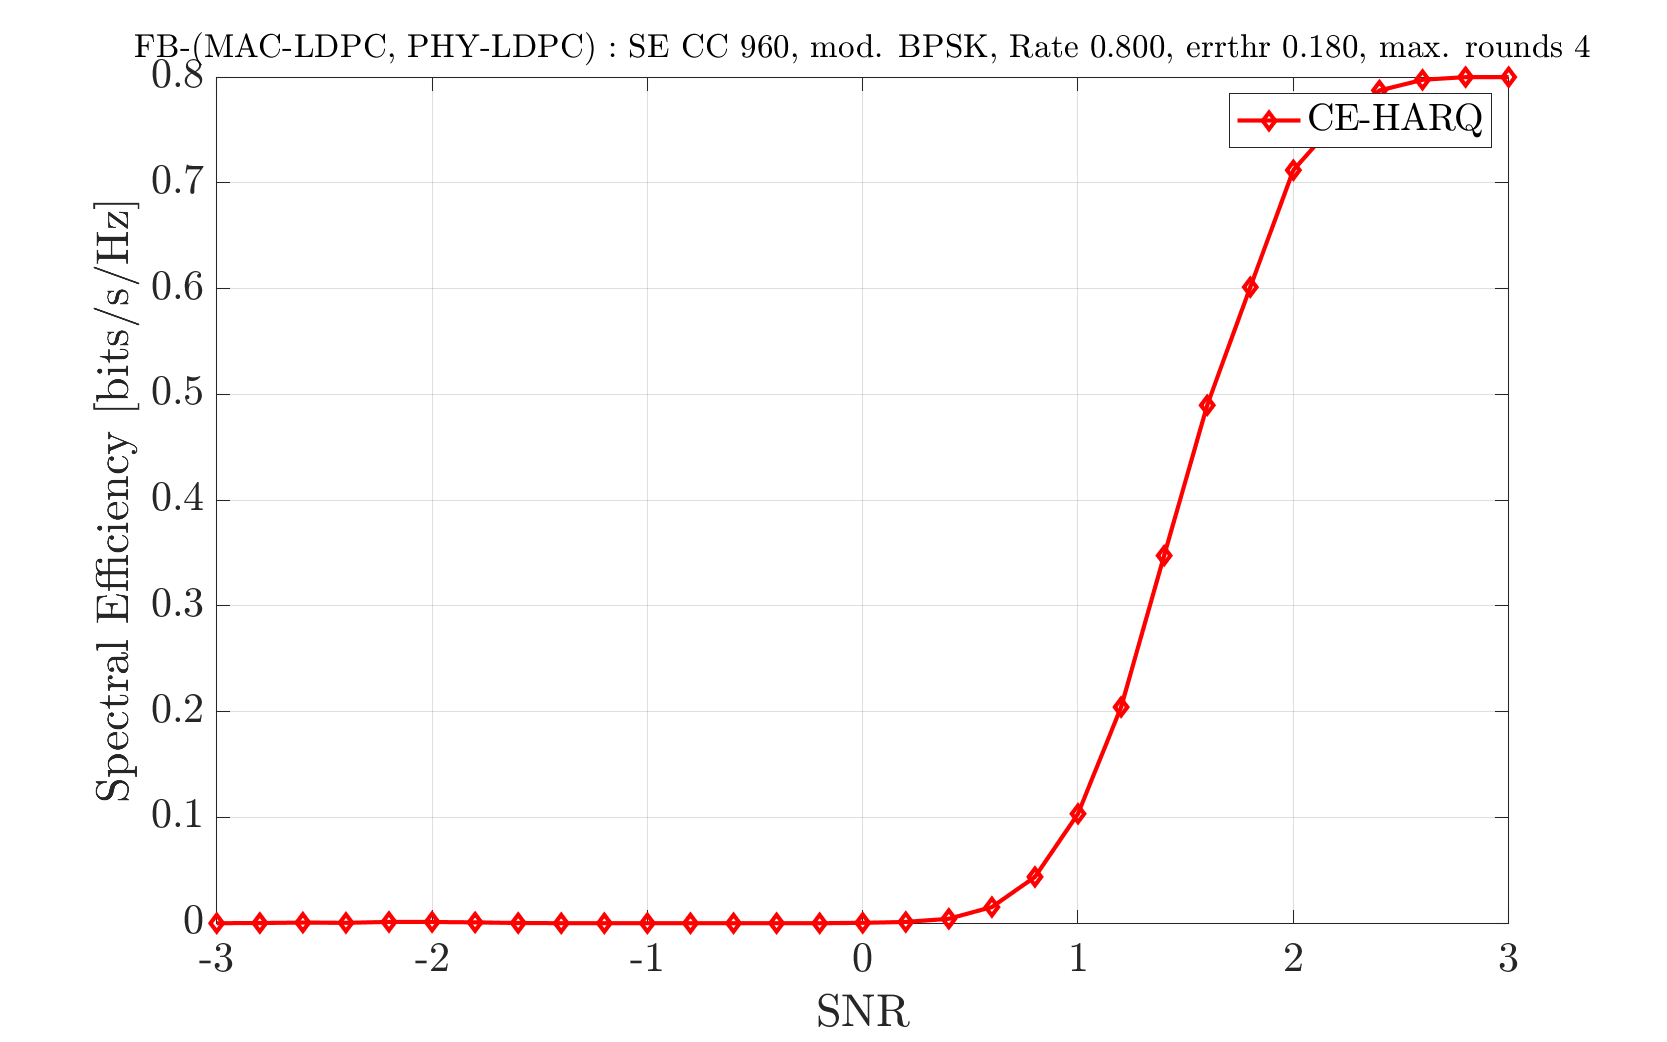 FB-(MAC-LDPC, PHY-LDPC) : SE CC 960, mod. BPSK, Rate 0.800, errthr 0.180, max. rounds 4
CE-HARQ
Spectral Efficiency [bits/s/Hz]
0.8
0.7
0.6
0.5
0.4
0.3
0.2
0.1
0
-3 -2 -1 0 1 2 3
SNR